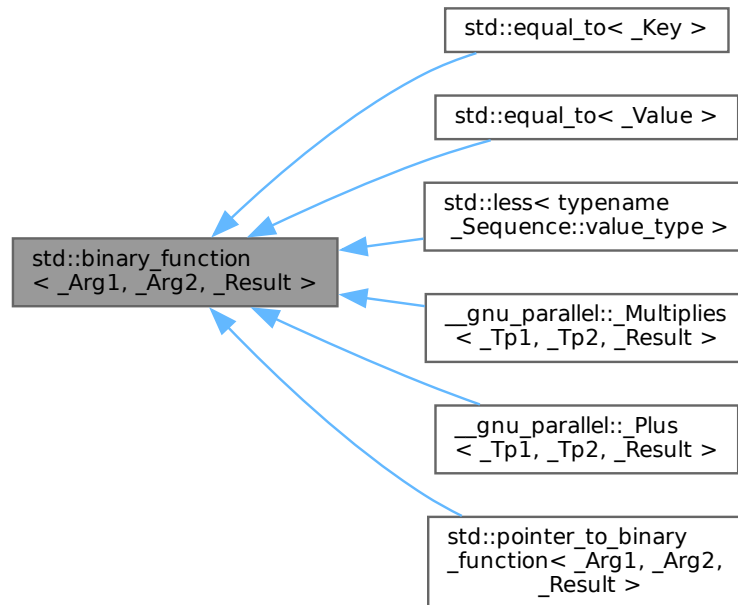 std::equal_to< _Key >
std::equal_to< _Value >
std::less< typename
_Sequence::value_type >
std::binary_function
< _Arg1, _Arg2, _Result >
__gnu_parallel::_Multiplies
< _Tp1, _Tp2, _Result >
__gnu_parallel::_Plus
< _Tp1, _Tp2, _Result >
std::pointer_to_binary
_function< _Arg1, _Arg2,
_Result >